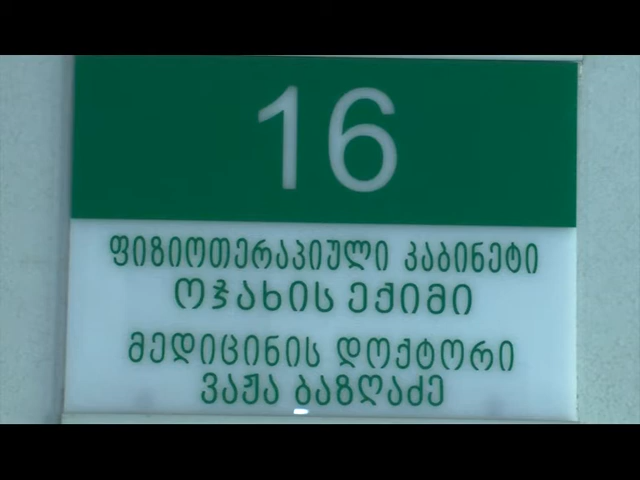 16
ფიზიოთერაპიული კაბინეტი
ოჯახის ექიმი
მედიცინის დოქტორი
ვაჟა ბაზღაძე